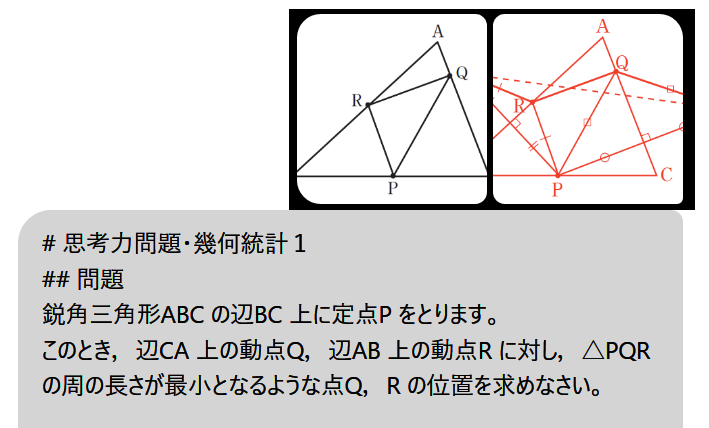 A
Q
R
P
A
Q
R
P
C
# 思考力問題・幾何統計1
## 問題
鋭角三角形ABC の辺BC 上に定点P をとります。
このとき，辺CA 上の動点Q，辺AB 上の動点R に対し，△PQR
の周の長さが最小となるような点Q，R の位置を求めなさい。